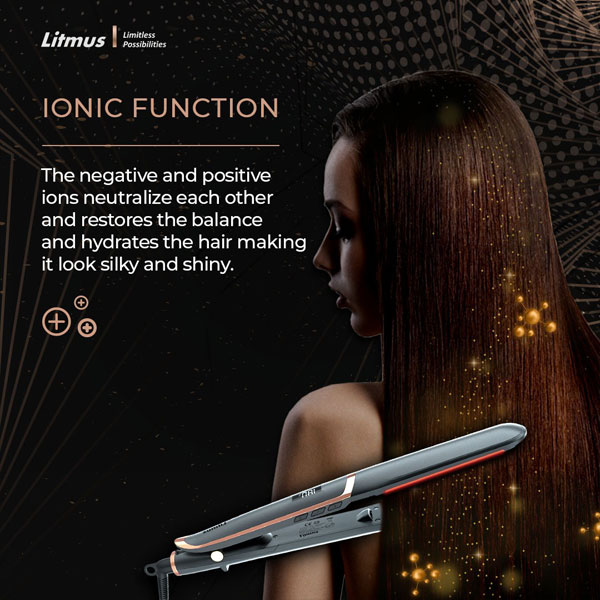 Litmus
Limitless
Possibilities
IONIC FUNCTION
The negative and positive
ions neutralize each other
and restores the balance
and hydrates the hair making
it look silky and shiny.